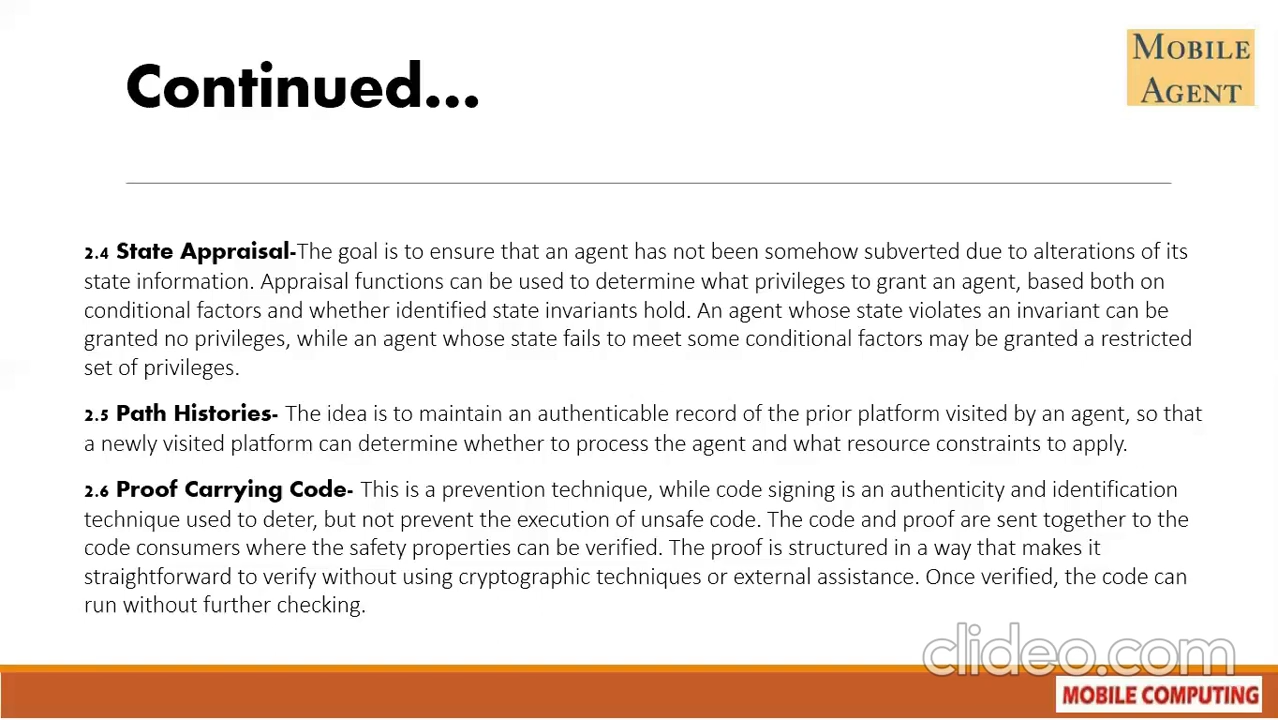 Continued...
MOBILE
AGENT
2.4 State Appraisal-The goal is to ensure that an agent has not been somehow subverted due to alterations of its
state information. Appraisal functions can be used to determine what privileges to grant an agent, based both on
conditional factors and whether identified state invariants hold. An agent whose state violates an invariant can be
granted no privileges, while an agent whose state fails to meet some conditional factors may be granted a restricted
set of privileges.
2.5 Path Histories- The idea is to maintain an authenticable record of the prior platform visited by an agent, so that
a newly visited platform can determine whether to process the agent and what resource constraints to apply.
2.6 Proof Carrying Code- This is a prevention technique, while code signing is an authenticity and identification
technique used to deter, but not prevent the execution of unsafe code. The code and proof are sent together to the
code consumers where the safety properties can be verified. The proof is structured in a way that makes it
straightforward to verify without using cryptographic techniques or external assistance. Once verified, the code can
run without further checking.
clideo.com
MOBILE COMPUTING